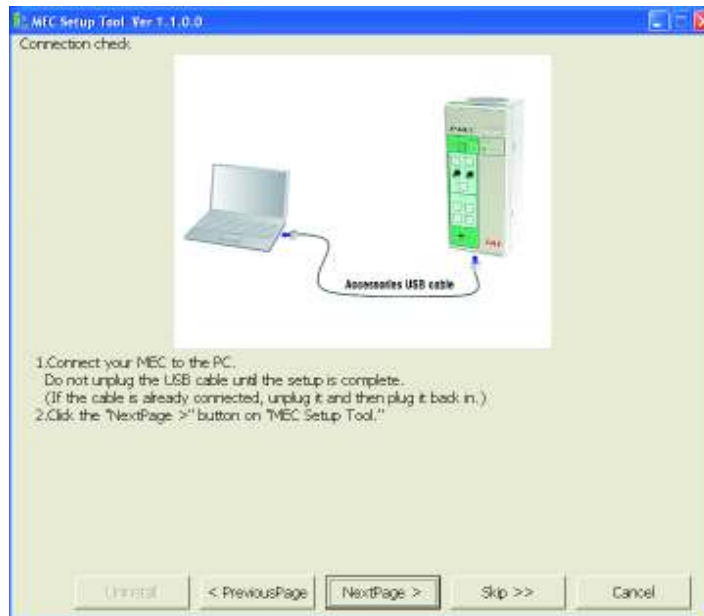 MEC Setup Tool Ver 1.1.0.0
Connection check
Accessories USB cable
1.Connect your MEC to the PC.
Do not unplug the USB cable until the setup is complete.
(If the cable is already connected, unplug it and then plug it back in.)
2.Click the "NextPage >" button on "MEC Setup Tool."
< PreviousPage
NextPage >
Skip >>
Cancel